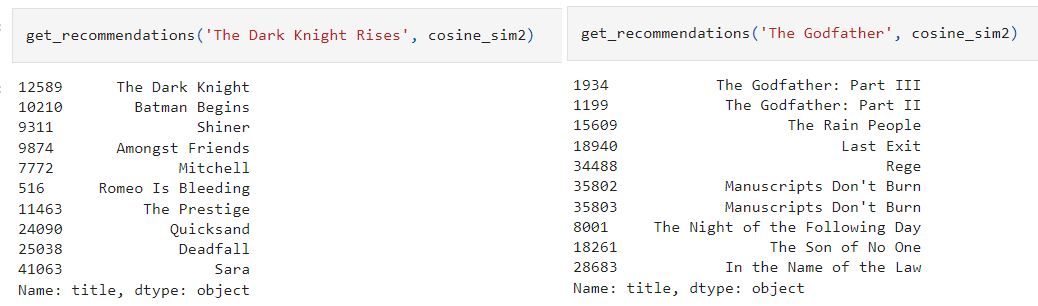 get_recommendations('The Dark Knight Rises', cosine_sim2)
12589 The Dark Knight
10210 Batman Begins
9311 Shiner
9874 Amongst Friends
7772 Mitchell
516 Romeo Is Bleeding
11463 The Prestige
24090 Quicksand
25038 Deadfall
41063 Sara
Name: title, dtype: object
get_recommendations('The Godfather', cosine_sim2)
1934 The Godfather: Part III
1199 The Godfather: Part II
15609 The Rain People
18940 Last Exit
34488 Rege
35802 Manuscripts Don't Burn
35803 Manuscripts Don't Burn
8001 The Night of the Following Day
18261 The Son of No One
28683 In the Name of the Law
Name: title, dtype: object